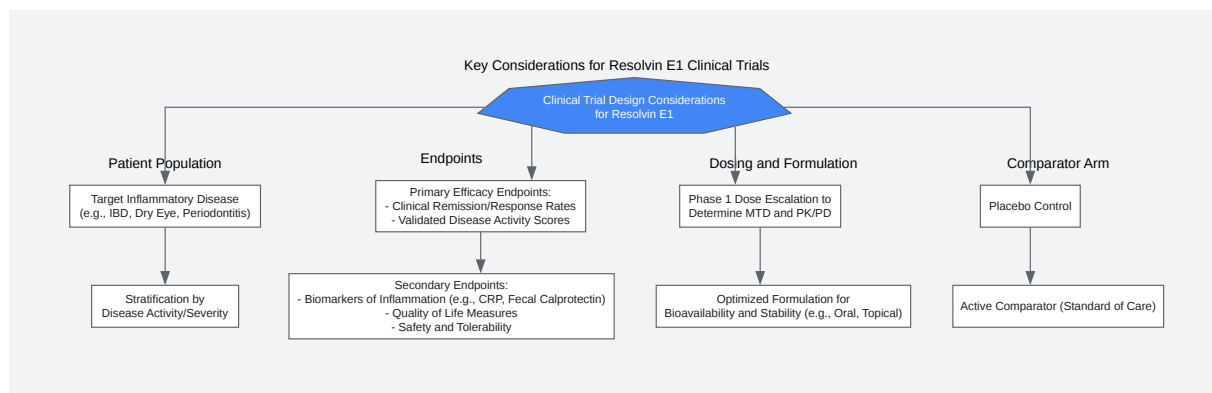 Key Considerations for Resolvin E1 Clinical Trials
Clinical Trial Design Considerations
for Resolvin E1
Patient Population
Target Inflammatory Disease
(e.g., IBD, Dry Eye, Periodontitis)
Stratification by
Disease Activity/Severity
Endpoints
Primary Efficacy Endpoints:
- Clinical Remission/Response Rates
- Validated Disease Activity Scores
Secondary Endpoints:
- Biomarkers of Inflammation (e.g., CRP, Fecal Calprotectin)
- Quality of Life Measures
- Safety and Tolerability
Dosing and Formulation
Phase 1 Dose Escalation to
Determine MTD and PK/PD
Optimized Formulation for
Bioavailability and Stability (e.g., Oral, Topical)
Comparator Arm
Placebo Control
Active Comparator (Standard of Care)